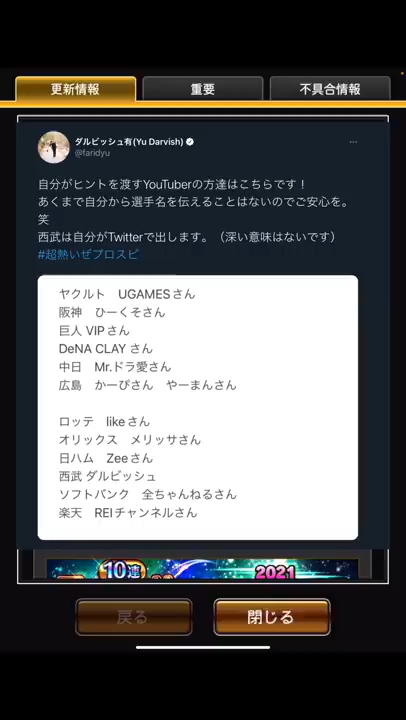 更新情報
重要
不具合情報
ダルビッシュ有(Yu Darvish)
@faridyu
自分がヒントを渡すYouTuberの方達はこちらです！
あくまで自分から選手名を伝えることはないのでご安心を。
笑
西武は自分がTwitterで出します。（深い意味はないです）
#超熱いぜプロスピ
ヤクルト　UGAMESさん
阪神　ひーくそさん
巨人 VIPさん
DeNA CLAY さん
中日　Mr.ドラ愛さん
広島　かーぴさん　やーまんさん
ロッテ　likeさん
オリックス　メリッサさん
日ハム　Zeeさん
西武 ダルビッシュ
ソフトバンク　全ちゃんねるさん
楽天　REIチャンネルさん
10連
2021
戻る
閉じる